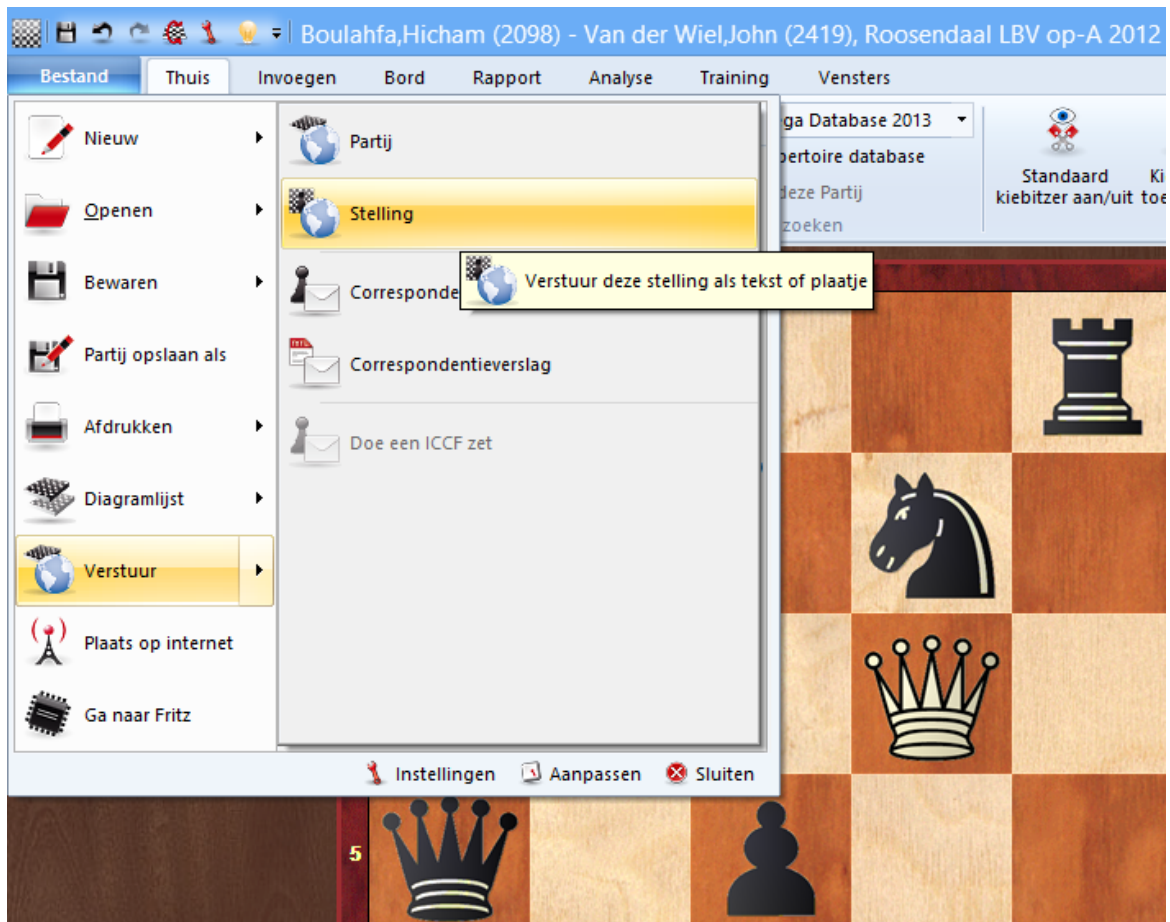 Boulahfa,Hicham (2098) - Van der Wiel,John (2419), Roosendaal LBV op-A 2012
Bestand Thuis Invoegen Bord Rapport Analyse Training Vensters
Nieuw
Openen
Bewaren
Partij opslaan als
Afdrukken
Diagramlijst
Verstuur
Plaats op internet
Ga naar Fritz
Partij
Stelling
Verstuur deze stelling als tekst of plaatje
Correspondentieverslag
Doe een ICCF zet
Instellingen Aanpassen Sluiten
Database 2013
database
deze Partij
zoeken
Standaard
kiebitzer aan/uit
5